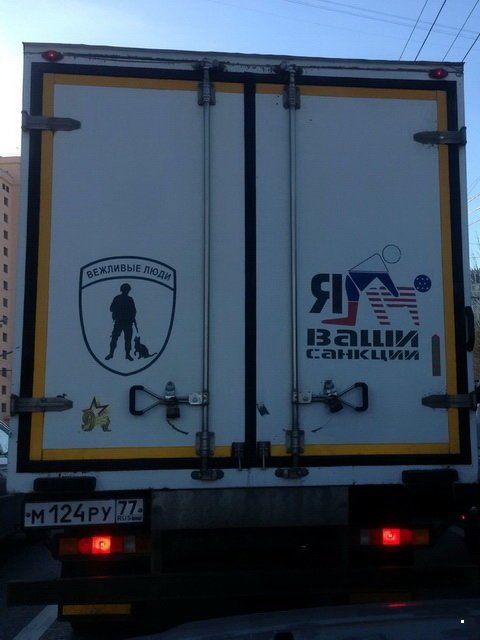 ВЕЖЛИВЫЕ ЛЮДИ
Я
ВАШИ
САНКЦИИ
М124РУ 77
RUS